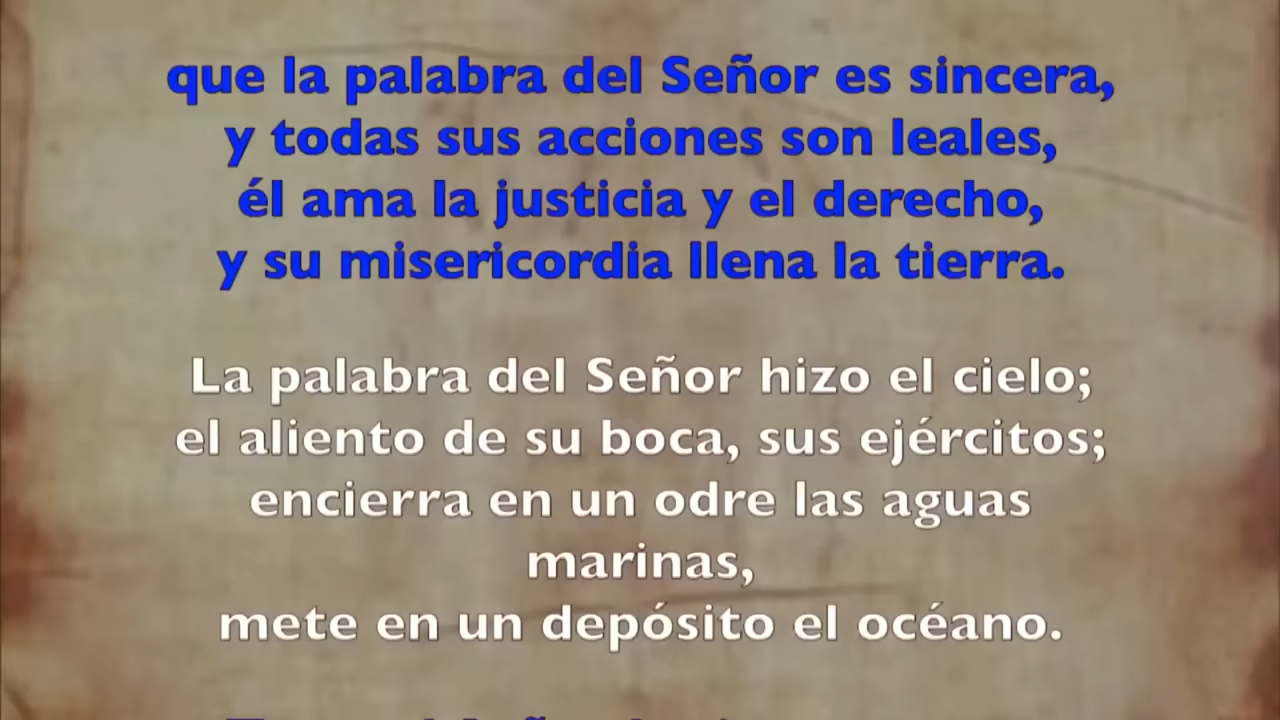 que la palabra del Señor es sincera,
y todas sus acciones son leales,
él ama la justicia y el derecho,
y su misericordia llena la tierra.
La palabra del Señor hizo el cielo;
el aliento de su boca, sus ejércitos;
encierra en un odre las aguas
marinas,
mete en un depósito el océano.